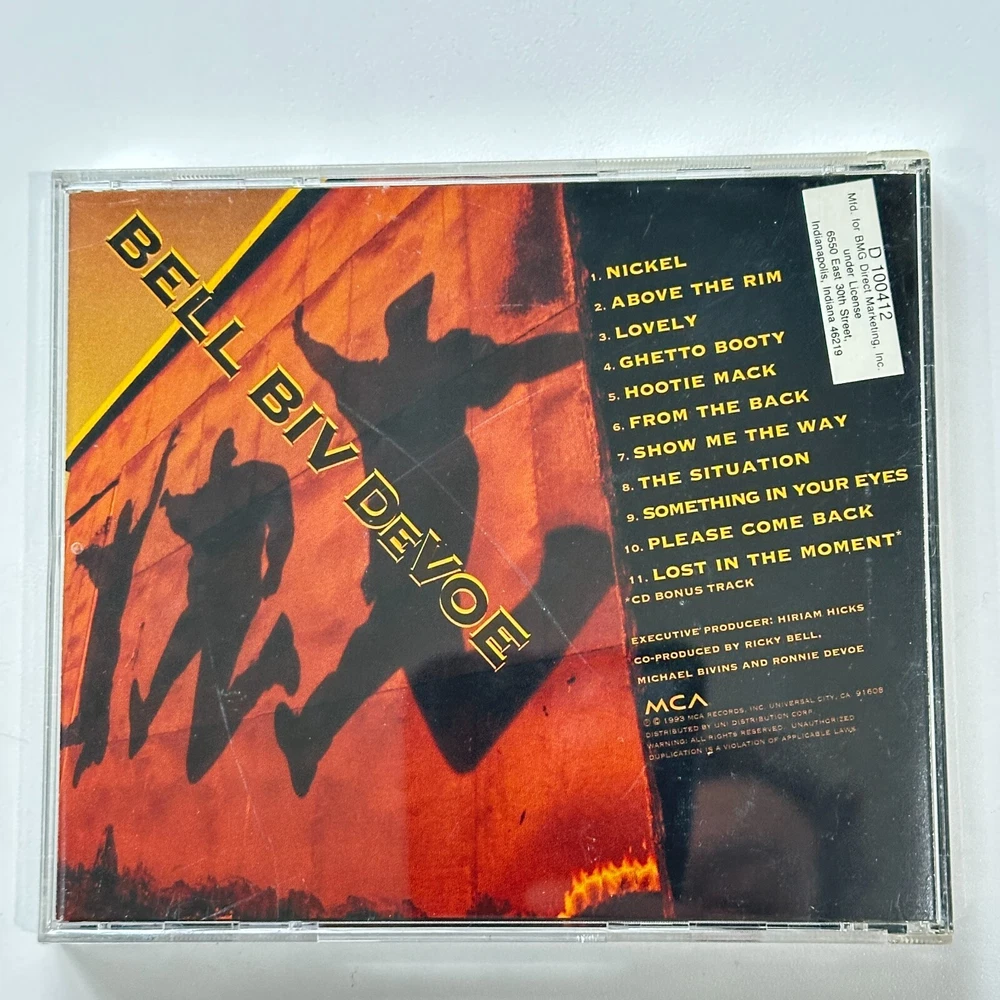 BELL BIV DEVOE
1. NICKEL
2. ABOVE THE RIM
3. LOVELY
4. GHETTO BOOTY
5. HOOTIE MACK
6. FROM THE BACK
7. SHOW ME THE WAY
8. THE SITUATION
9. SOMETHING IN YOUR EYES
10. PLEASE COME BACK
11. LOST IN THE MOMENT*
*CD BONUS TRACK
EXECUTIVE PRODUCER: HIRIAM HICKS
CO-PRODUCED BY RICKY BELL,
MICHAEL BIVINS AND RONNIE DEVOE
MCA
℗ © 1993 MCA RECORDS, INC. UNIVERSAL CITY, CA. 91608
DISTRIBUTED BY UNI DISTRIBUTION CORP.
WARNING: ALL RIGHTS RESERVED. UNAUTHORIZED
DUPLICATION IS A VIOLATION OF APPLICABLE LAWS.
D 100412
Mfd. for BMG Direct Marketing, Inc.
under License
6550 East 30th Street,
Indianapolis, Indiana 46219